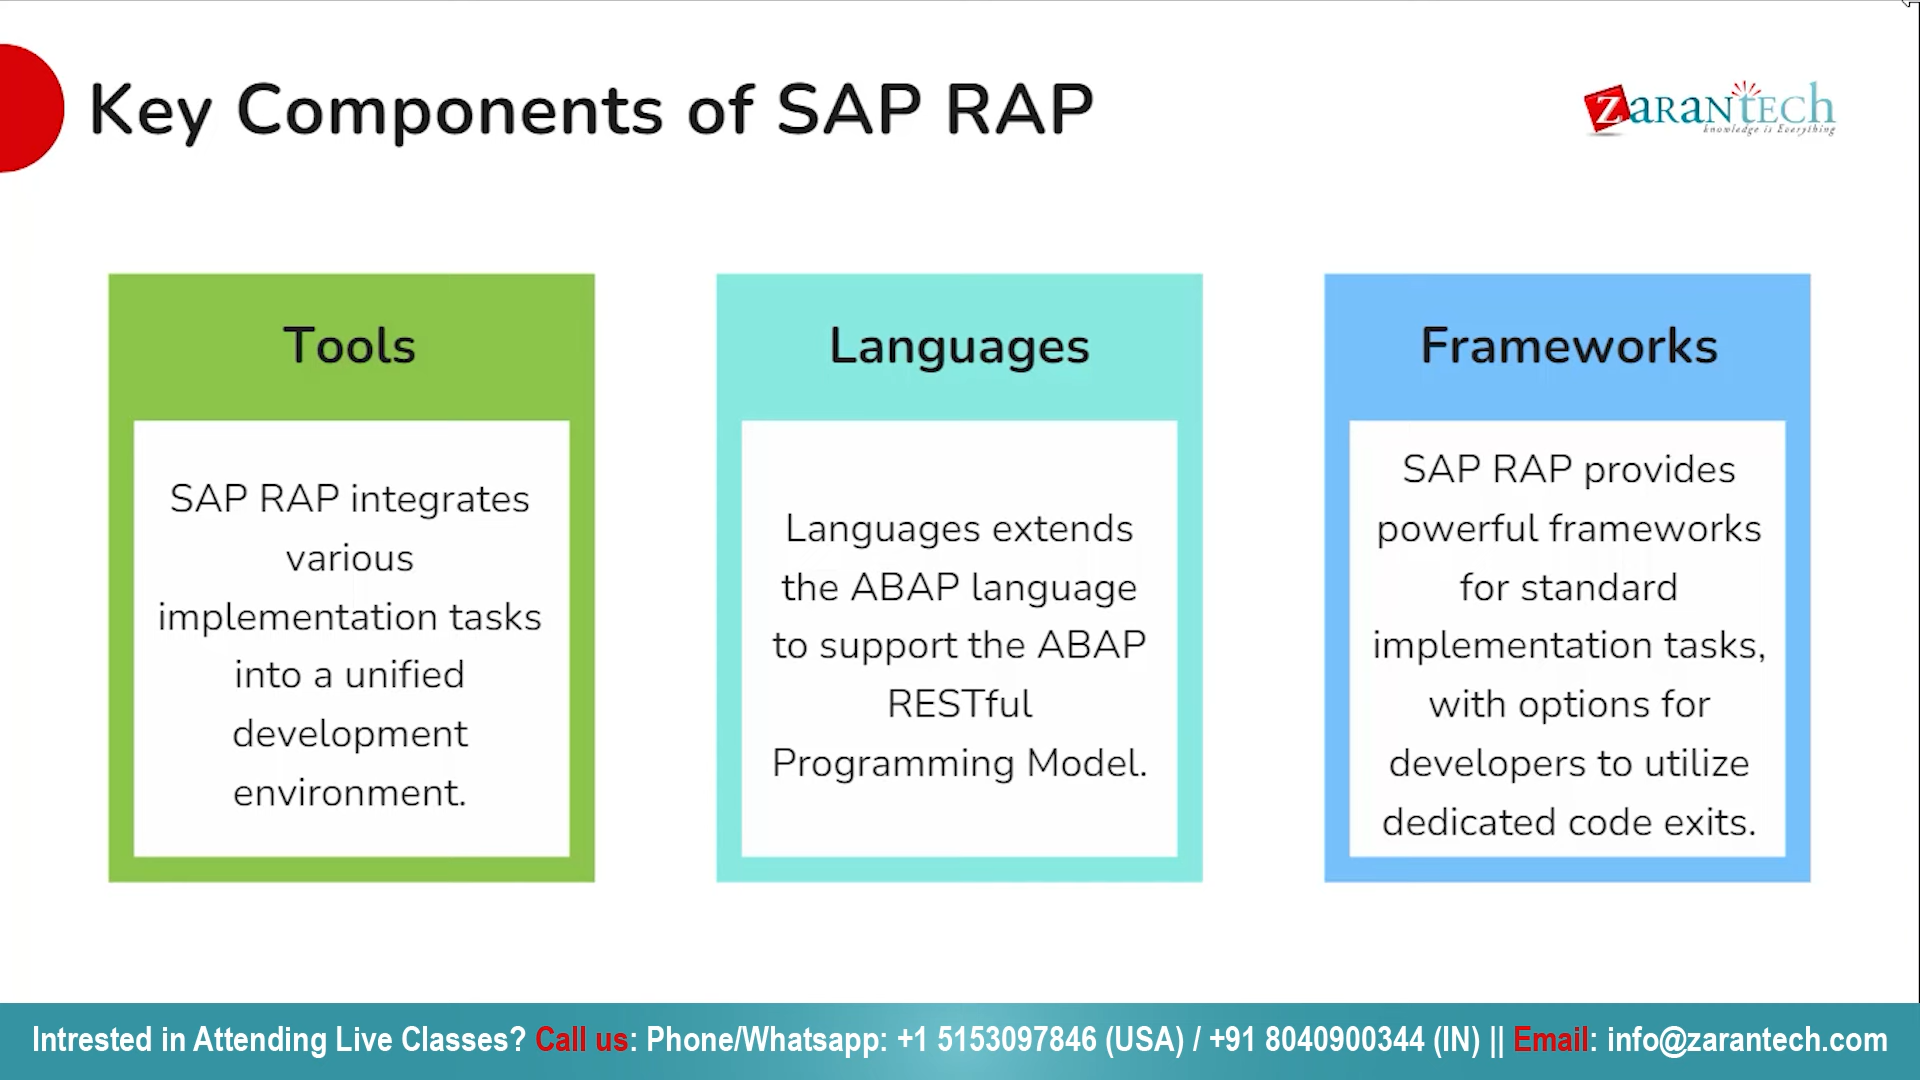 Key Components of SAP RAP
ZARANTECH
knowledge is Everything
Tools
SAP RAP integrates
various
implementation tasks
into a unified
development
environment.
Languages
Languages extends
the ABAP language
to support the ABAP
RESTful
Programming Model.
Frameworks
SAP RAP provides
powerful frameworks
for standard
implementation tasks,
with options for
developers to utilize
dedicated code exits.
Intrested in Attending Live Classes? Call us: Phone/Whatsapp: +1 5153097846 (USA) / +91 8040900344 (IN) || Email: info@zarantech.com